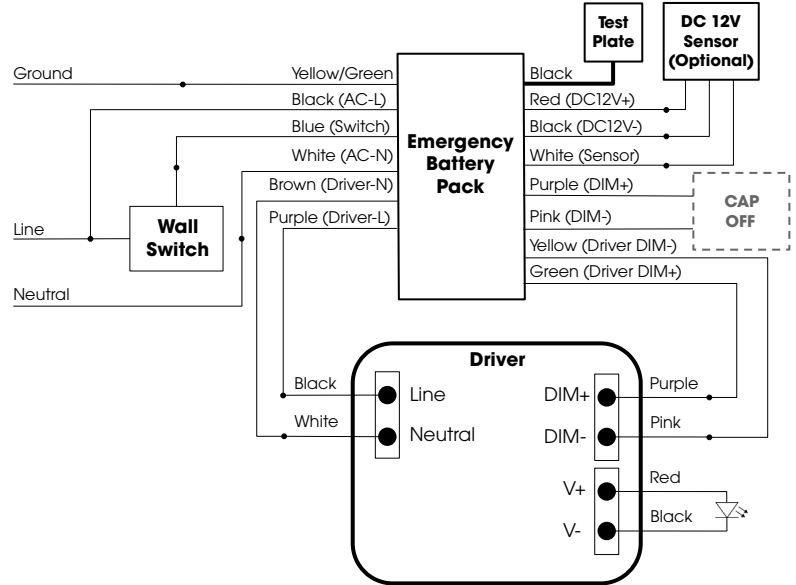 Test
Plate
DC 12V
Sensor
(Optional)
Ground
Yellow/Green
Black
Black (AC-L)
Red (DC12V+)
Blue (Switch)
Black (DC12V-)
Emergency
Battery
Pack
White (AC-N)
White (Sensor)
Brown (Driver-N)
Purple (DIM+)
CAP
OFF
Purple (Driver-L)
Pink (DIM-)
Line
Wall
Switch
Yellow (Driver DIM-)
Green (Driver DIM+)
Neutral
Driver
Black
Line
DIM+
Purple
White
Neutral
DIM-
Pink
V+
Red
V-
Black